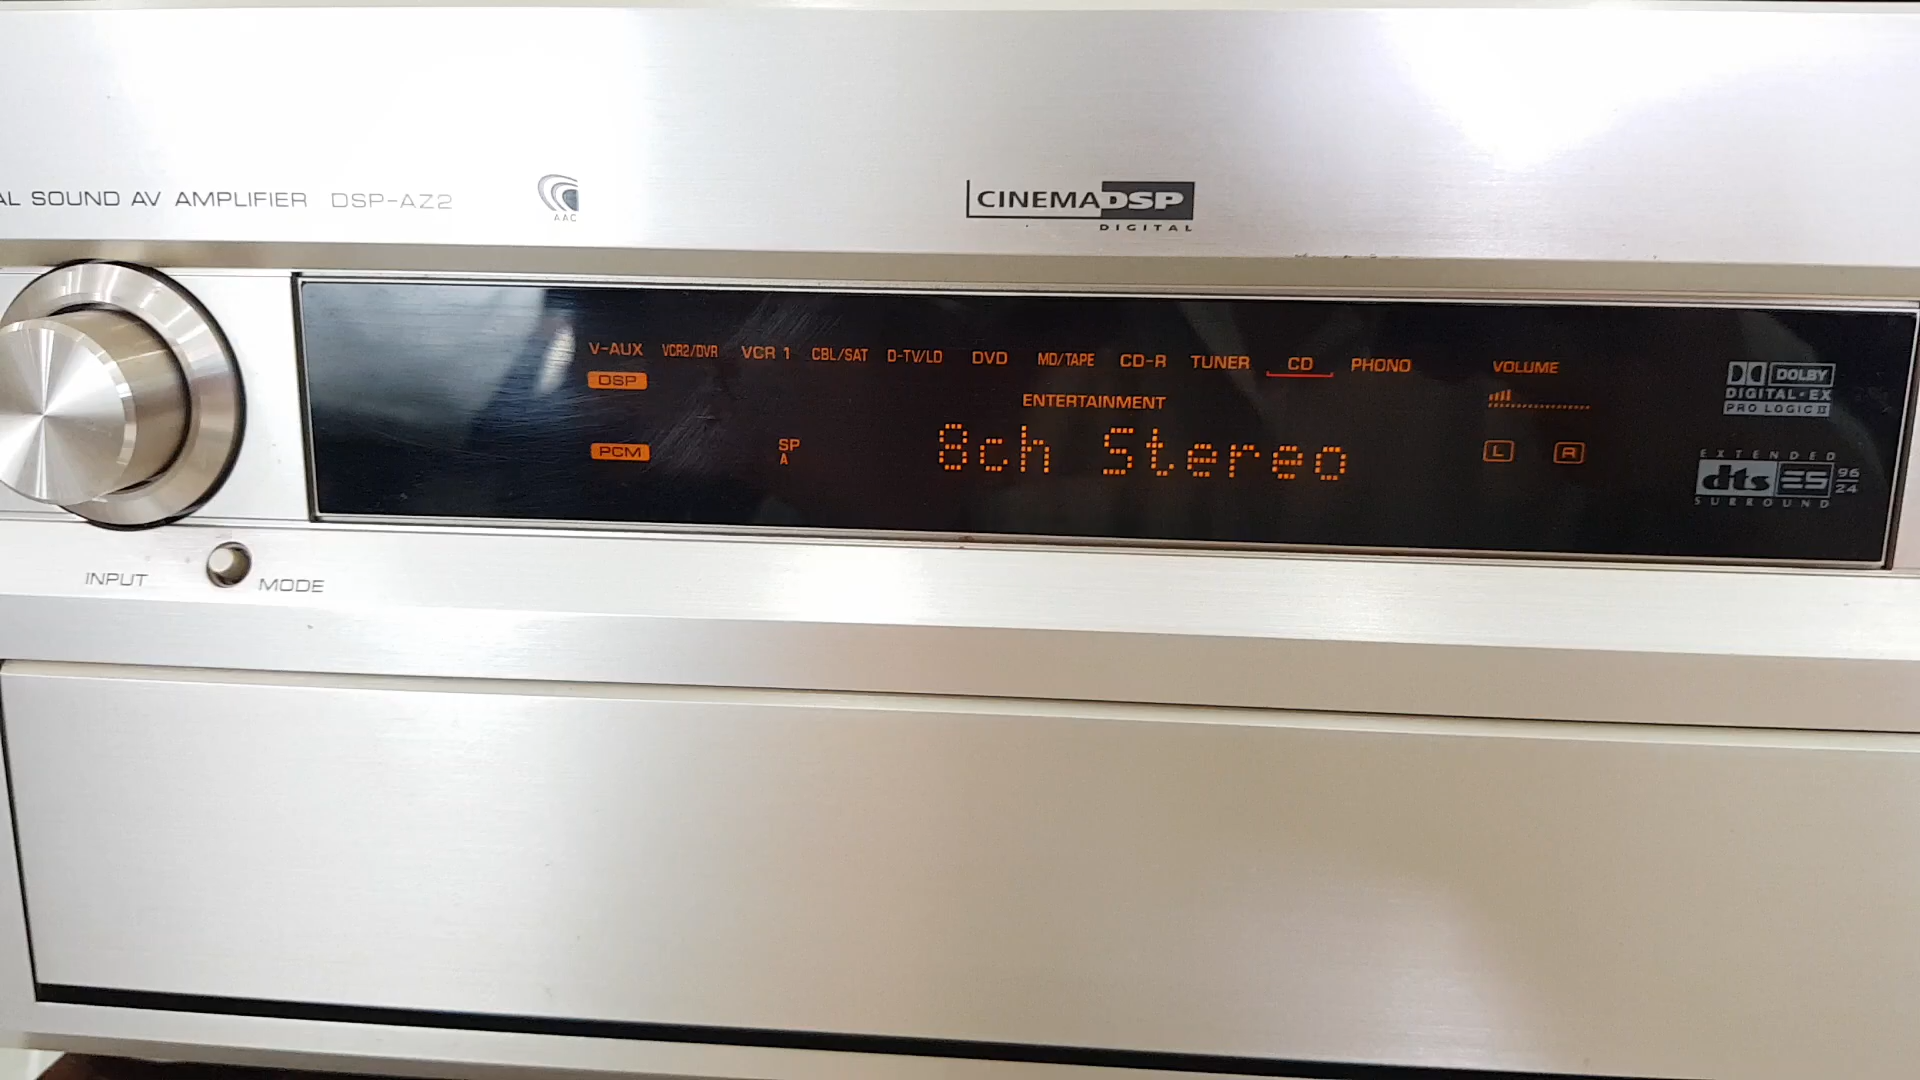 AL SOUND AV AMPLIFIER DSP-AZ2
AAC
CINEMA DSP
DIGITAL
V-AUX VCR2/DVR VCR 1 CBL/SAT D-TV/LD DVD MD/TAPE CD-R TUNER CD PHONO VOLUME
DSP
ENTERTAINMENT
PCM SP A 8ch Stereo L R
DOLBY
DIGITAL·EX
PRO LOGIC II
EXTENDED
dts ES 96 24
SURROUND
INPUT MODE